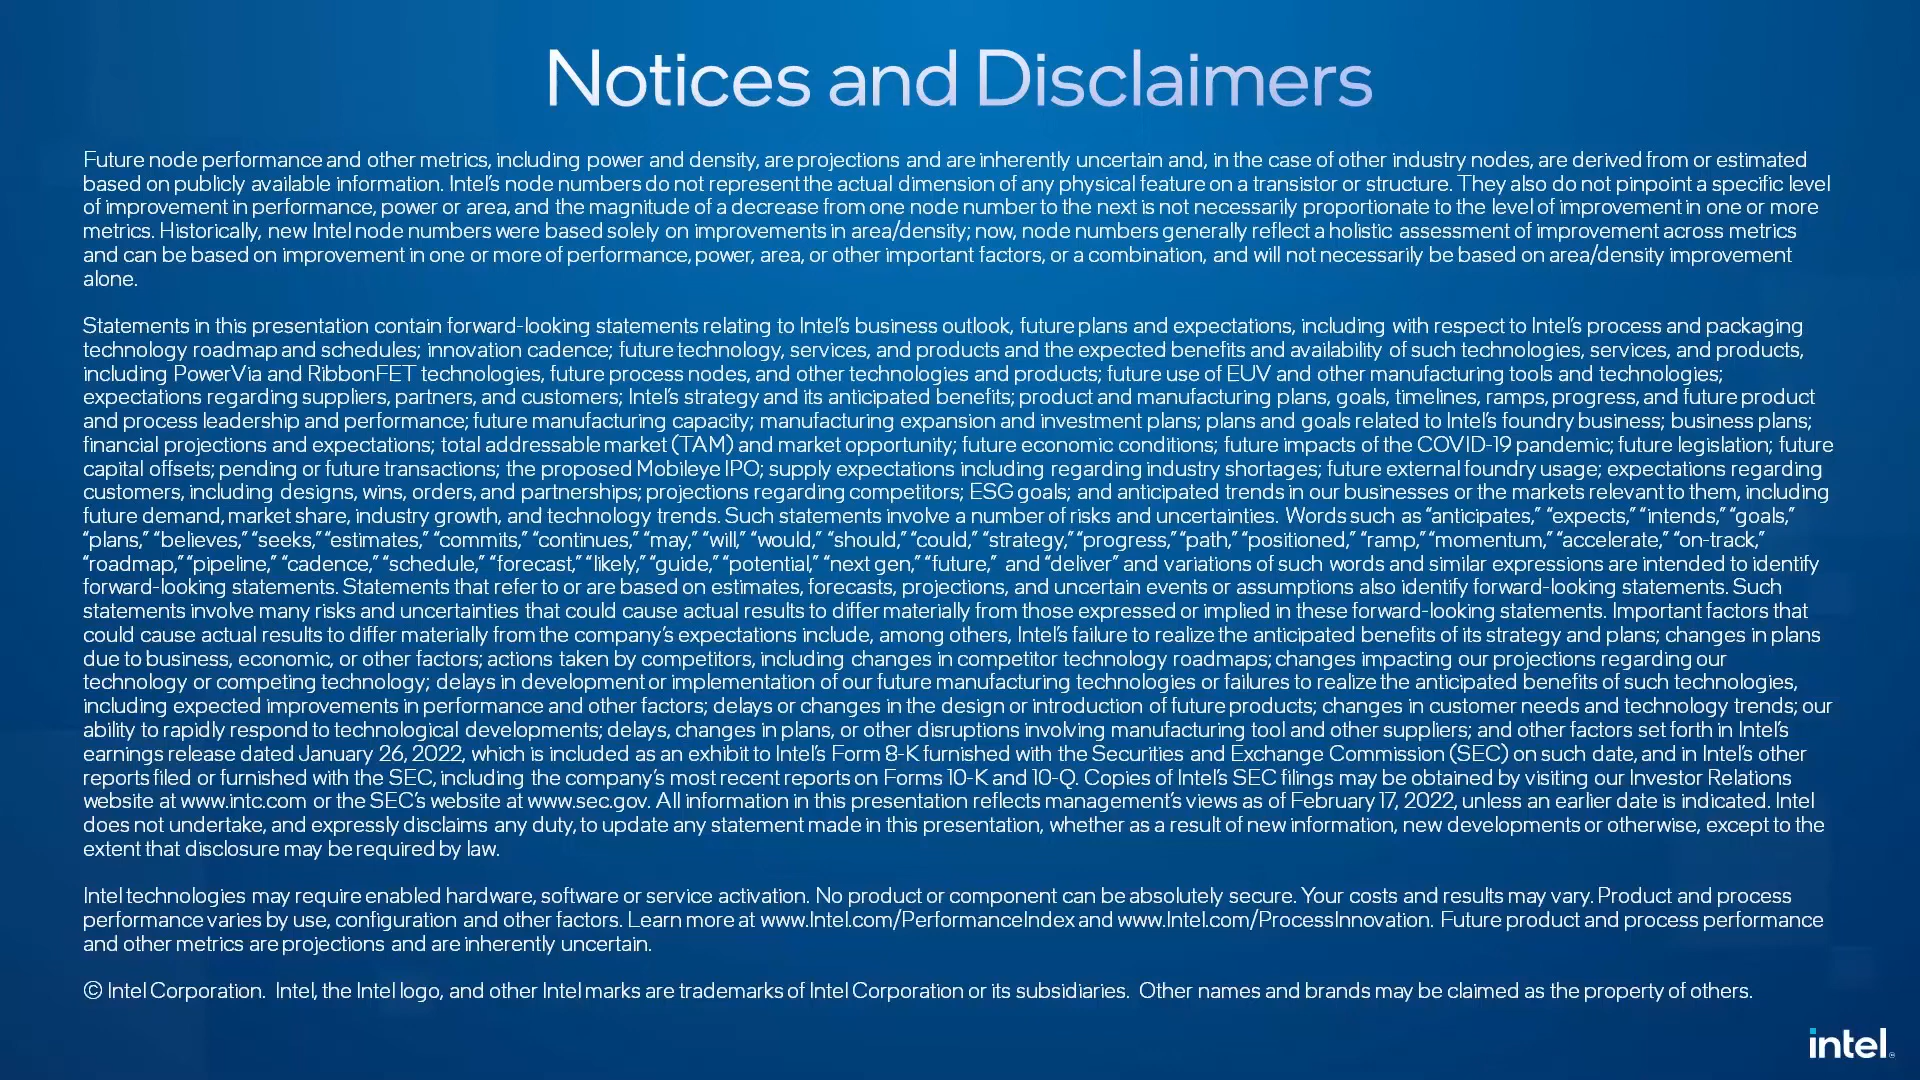 Notices and Disclaimers
Future node performance and other metrics, including power and density, are projections and are inherently uncertain and, in the case of other industry nodes, are derived from or estimated
based on publicly available information. Intel's node numbers do not represent the actual dimension of any physical feature on a transistor or structure. They also do not pinpoint a specific level
of improvement in performance, power or area, and the magnitude of a decrease from one node number to the next is not necessarily proportionate to the level of improvement in one or more
metrics. Historically, new Intel node numbers were based solely on improvements in area/density; now, node numbers generally reflect a holistic assessment of improvement across metrics
and can be based on improvement in one or more of performance, power, area, or other important factors, or a combination, and will not necessarily be based on area/density improvement
alone.
Statements in this presentation contain forward-looking statements relating to Intel's business outlook, future plans and expectations, including with respect to Intel's process and packaging
technology roadmap and schedules; innovation cadence; future technology, services, and products and the expected benefits and availability of such technologies, services, and products,
including PowerVia and RibbonFET technologies, future process nodes, and other technologies and products; future use of EUV and other manufacturing tools and technologies;
expectations regarding suppliers, partners, and customers; Intel's strategy and its anticipated benefits; product and manufacturing plans, goals, timelines, ramps, progress, and future product
and process leadership and performance; future manufacturing capacity; manufacturing expansion and investment plans; plans and goals related to Intel's foundry business; business plans;
financial projections and expectations; total addressable market (TAM) and market opportunity; future economic conditions; future impacts of the COVID-19 pandemic; future legislation; future
capital offsets; pending or future transactions; the proposed Mobileye IPO; supply expectations including regarding industry shortages; future external foundry usage; expectations regarding
customers, including designs, wins, orders, and partnerships; projections regarding competitors; ESG goals; and anticipated trends in our businesses or the markets relevant to them, including
future demand, market share, industry growth, and technology trends. Such statements involve a number of risks and uncertainties. Words such as “anticipates,” “expects,” “intends,” “goals,”
“plans,” “believes,” “seeks,” “estimates,” “commits,” “continues,” “may,” “will,” “would,” “should,” “could,” “strategy,” “progress,” “path,” “positioned,” “ramp,” “momentum,” “accelerate,” “on-track,”
“roadmap,” “pipeline,” “cadence,” “schedule,” “forecast,” “likely,” “guide,” “potential,” “next gen,” “future,” and “deliver” and variations of such words and similar expressions are intended to identify
forward-looking statements. Statements that refer to or are based on estimates, forecasts, projections, and uncertain events or assumptions also identify forward-looking statements. Such
statements involve many risks and uncertainties that could cause actual results to differ materially from those expressed or implied in these forward-looking statements. Important factors that
could cause actual results to differ materially from the company's expectations include, among others, Intel's failure to realize the anticipated benefits of its strategy and plans; changes in plans
due to business, economic, or other factors; actions taken by competitors, including changes in competitor technology roadmaps; changes impacting our projections regarding our
technology or competing technology; delays in development or implementation of our future manufacturing technologies or failures to realize the anticipated benefits of such technologies,
including expected improvements in performance and other factors; delays or changes in the design or introduction of future products; changes in customer needs and technology trends; our
ability to rapidly respond to technological developments; delays, changes in plans, or other disruptions involving manufacturing tool and other suppliers; and other factors set forth in Intel's
earnings release dated January 26, 2022, which is included as an exhibit to Intel's Form 8-K furnished with the Securities and Exchange Commission (SEC) on such date, and in Intel's other
reports filed or furnished with the SEC, including the company's most recent reports on Forms 10-K and 10-Q. Copies of Intel's SEC filings may be obtained by visiting our Investor Relations
website at www.intc.com or the SEC's website at www.sec.gov. All information in this presentation reflects management's views as of February 17, 2022, unless an earlier date is indicated. Intel
does not undertake, and expressly disclaims any duty, to update any statement made in this presentation, whether as a result of new information, new developments or otherwise, except to the
extent that disclosure may be required by law.
Intel technologies may require enabled hardware, software or service activation. No product or component can be absolutely secure. Your costs and results may vary. Product and process
performance varies by use, configuration and other factors. Learn more at www.Intel.com/PerformanceIndex and www.Intel.com/ProcessInnovation. Future product and process performance
and other metrics are projections and are inherently uncertain.
© Intel Corporation. Intel, the Intel logo, and other Intel marks are trademarks of Intel Corporation or its subsidiaries. Other names and brands may be claimed as the property of others.
intel®